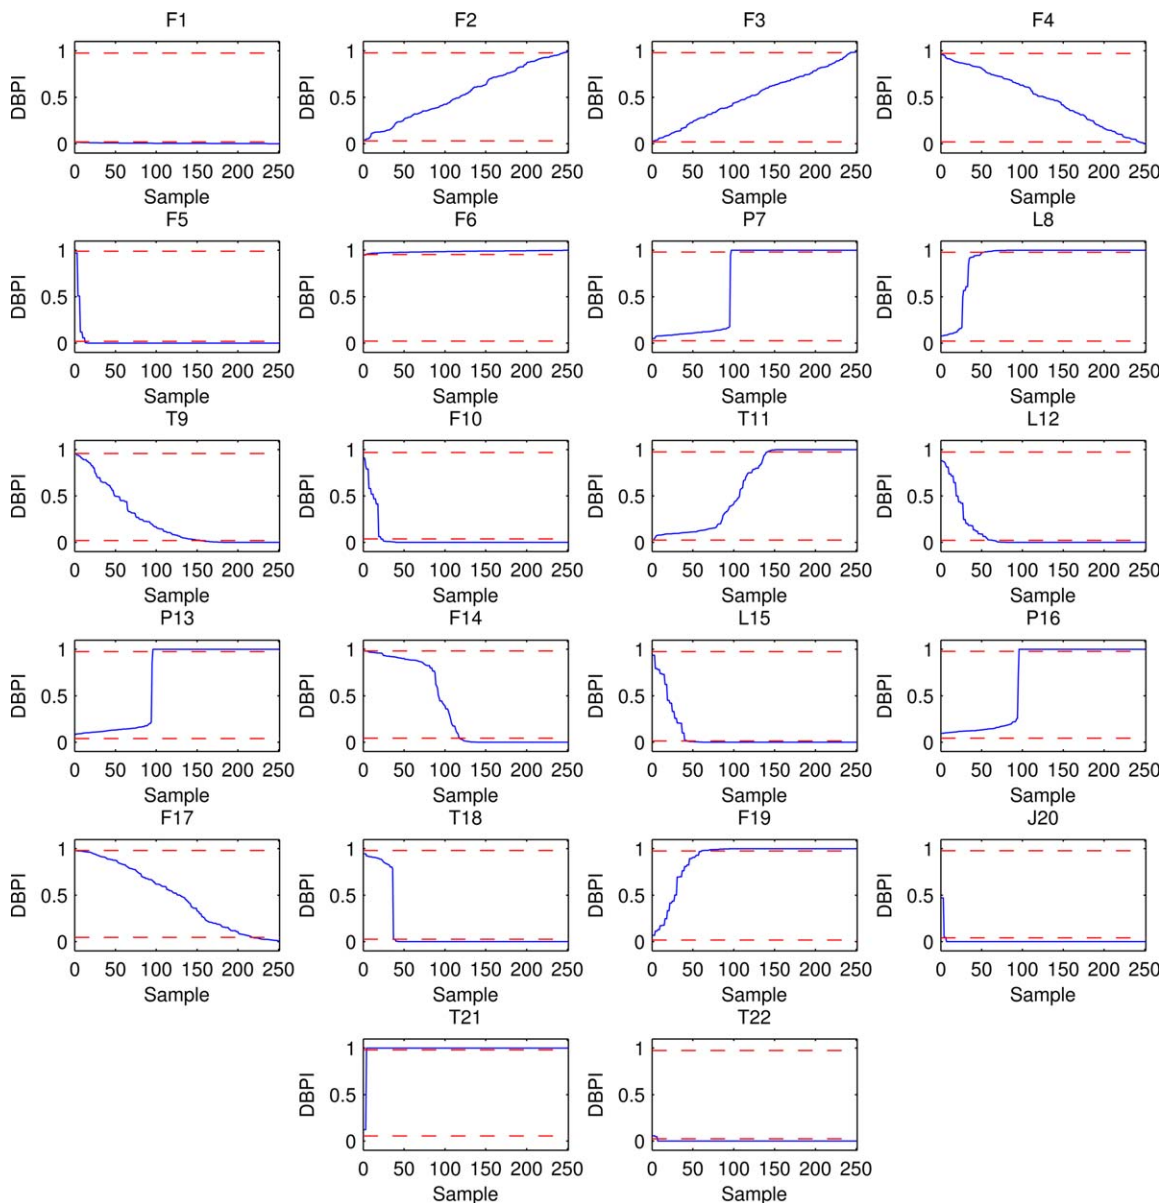 F1 F2 F3 F4
1 1 1 1
DBPI DBPI DBPI DBPI
0.5 0.5 0.5 0.5
0 0 0 0
0 50 100 150 200 250 0 50 100 150 200 250 0 50 100 150 200 250 0 50 100 150 200 250
Sample Sample Sample Sample
F5 F6 P7 L8
1 1 1 1
DBPI DBPI DBPI DBPI
0.5 0.5 0.5 0.5
0 0 0 0
0 50 100 150 200 250 0 50 100 150 200 250 0 50 100 150 200 250 0 50 100 150 200 250
Sample Sample Sample Sample
T9 F10 T11 L12
1 1 1 1
DBPI DBPI DBPI DBPI
0.5 0.5 0.5 0.5
0 0 0 0
0 50 100 150 200 250 0 50 100 150 200 250 0 50 100 150 200 250 0 50 100 150 200 250
Sample Sample Sample Sample
P13 F14 L15 P16
1 1 1 1
DBPI DBPI DBPI DBPI
0.5 0.5 0.5 0.5
0 0 0 0
0 50 100 150 200 250 0 50 100 150 200 250 0 50 100 150 200 250 0 50 100 150 200 250
Sample Sample Sample Sample
F17 T18 F19 J20
1 1 1 1
DBPI DBPI DBPI DBPI
0.5 0.5 0.5 0.5
0 0 0 0
0 50 100 150 200 250 0 50 100 150 200 250 0 50 100 150 200 250 0 50 100 150 200 250
Sample Sample Sample Sample
T21 T22
1 1
DBPI DBPI
0.5 0.5
0 0
0 50 100 150 200 250 0 50 100 150 200 250
Sample Sample